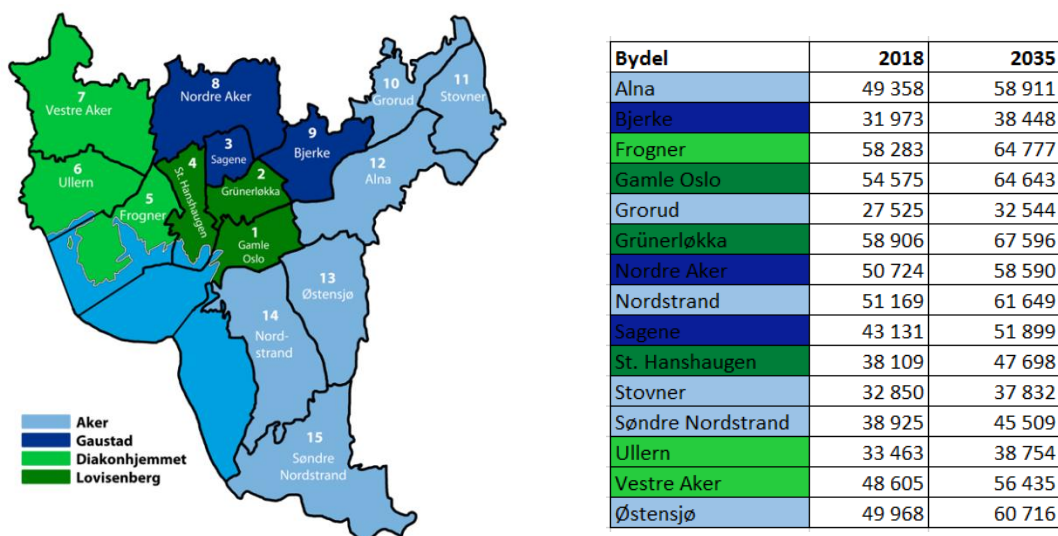 7
Vestre Aker
8
Nordre Aker
10
Grorud
11
Stovner
3
Sagene
9
Bjerke
4
St. Hanshaugen
2
Grünerløkka
12
Alna
6
Ullern
5
Frogner
1
Gamle
Oslo
13
Østensjø
14
Nord-
strand
15
Søndre
Nordstrand
Aker
Gaustad
Diakonhjemmet
Lovisenberg
Bydel 2018 2035
Alna 49 358 58 911
Bjerke 31 973 38 448
Frogner 58 283 64 777
Gamle Oslo 54 575 64 643
Grorud 27 525 32 544
Grünerløkka 58 906 67 596
Nordre Aker 50 724 58 590
Nordstrand 51 169 61 649
Sagene 43 131 51 899
St. Hanshaugen 38 109 47 698
Stovner 32 850 37 832
Søndre Nordstrand 38 925 45 509
Ullern 33 463 38 754
Vestre Aker 48 605 56 435
Østensjø 49 968 60 716